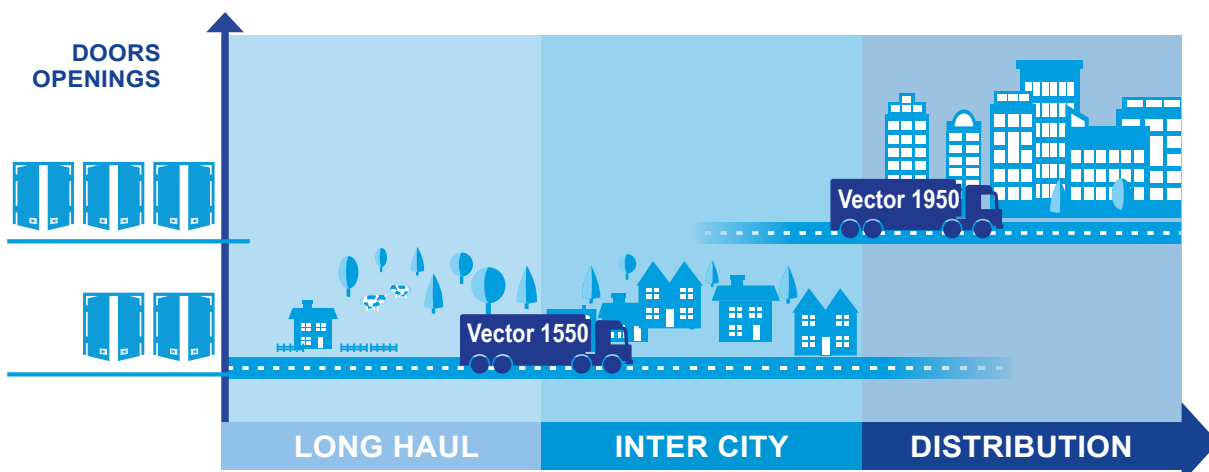 DOORS
OPENINGS
Vector 1950
Vector 1550
LONG HAUL
INTER CITY
DISTRIBUTION